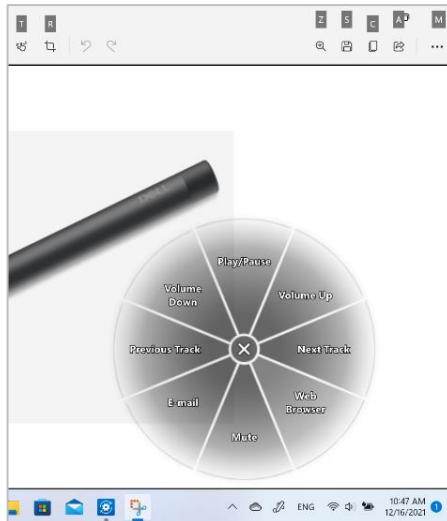 T R Z S C A M
DELL
Play/Pause
Volume
Down
Volume Up
Previous Track
Next Track
E-mail
Web
Browser
Mute
ENG
10:47 AM
12/16/2021
1